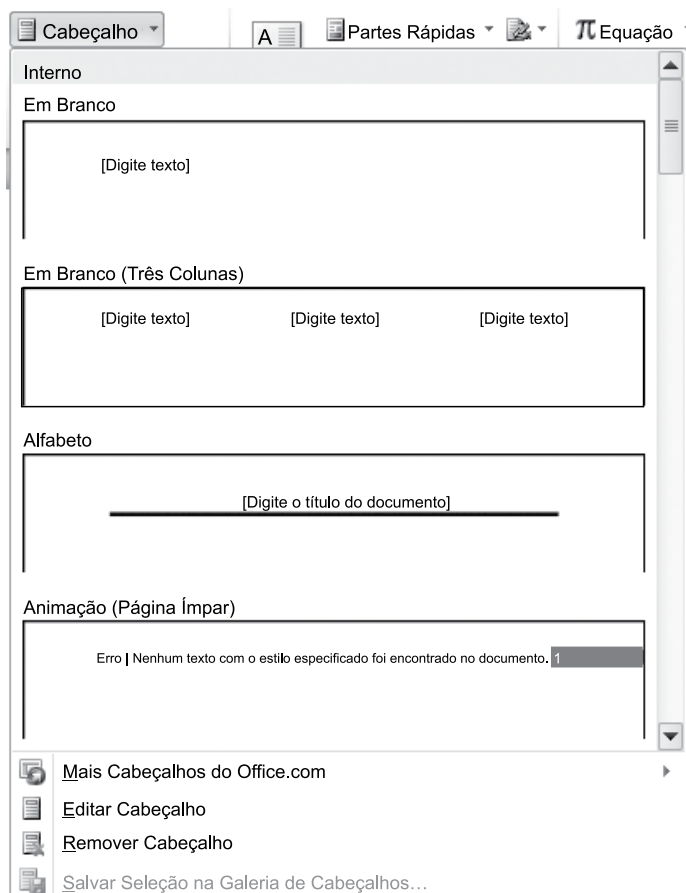 Cabeçalho A Partes Rápidas π Equação
Interno
Em Branco
[Digite texto]
Em Branco (Três Colunas)
[Digite texto] [Digite texto] [Digite texto]
Alfabeto
[Digite o título do documento]
Animação (Página Ímpar)
Erro | Nenhum texto com o estilo especificado foi encontrado no documento. 1
Mais Cabeçalhos do Office.com
Editar Cabeçalho
Remover Cabeçalho
Salvar Seleção na Galeria de Cabeçalhos...